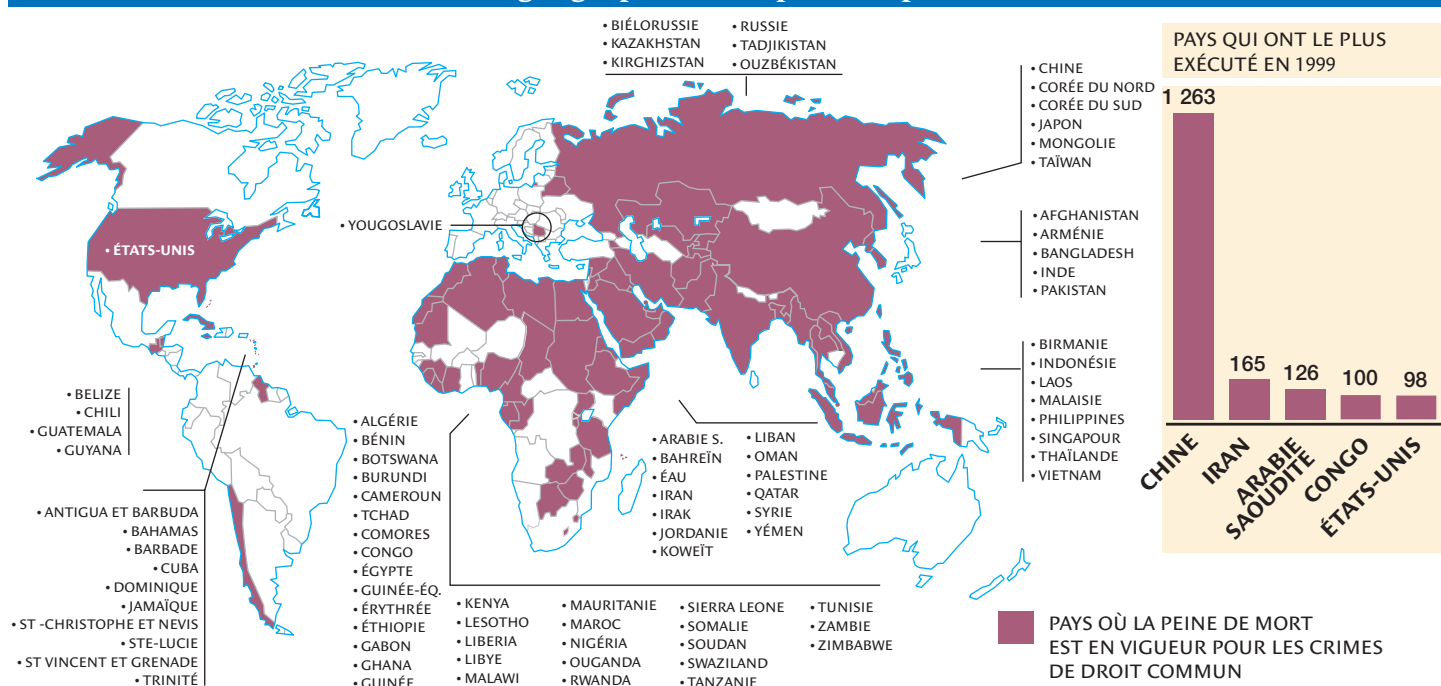 • BIÉLORUSSIE
• KAZAKHSTAN
• KIRGHIZSTAN
• RUSSIE
• TADJIKISTAN
• OUZBÉKISTAN
• CHINE
• CORÉE DU NORD
• CORÉE DU SUD
• JAPON
• MONGOLIE
• TAÏWAN
• AFGHANISTAN
• ARMÉNIE
• BANGLADESH
• INDE
• PAKISTAN
• BIRMANIE
• INDONÉSIE
• LAOS
• MALAISIE
• PHILIPPINES
• SINGAPOUR
• THAÏLANDE
• VIETNAM
• YOUGOSLAVIE
• ÉTATS-UNIS
• BELIZE
• CHILI
• GUATEMALA
• GUYANA
• ANTIGUA ET BARBUDA
• BAHAMAS
• BARBADE
• CUBA
• DOMINIQUE
• JAMAÏQUE
• ST -CHRISTOPHE ET NEVIS
• STE-LUCIE
• ST VINCENT ET GRENADE
• TRINITÉ
• ALGÉRIE
• BÉNIN
• BOTSWANA
• BURUNDI
• CAMEROUN
• TCHAD
• COMORES
• CONGO
• ÉGYPTE
• GUINÉE-ÉQ.
• ÉRYTHRÉE
• ÉTHIOPIE
• GABON
• GHANA
• GUINÉE
• KENYA
• LESOTHO
• LIBERIA
• LIBYE
• MALAWI
• MAURITANIE
• MAROC
• NIGÉRIA
• OUGANDA
• RWANDA
• SIERRA LEONE
• SOMALIE
• SOUDAN
• SWAZILAND
• TANZANIE
• TUNISIE
• ZAMBIE
• ZIMBABWE
• ARABIE S.
• BAHREÏN
• ÉAU
• IRAN
• IRAK
• JORDANIE
• KOWEÏT
• LIBAN
• OMAN
• PALESTINE
• QATAR
• SYRIE
• YÉMEN
PAYS QUI ONT LE PLUS
EXÉCUTÉ EN 1999
1 263
165
126
100
98
CHINE
IRAN
ARABIE
SAOUDITE
CONGO
ÉTATS-UNIS
PAYS OÙ LA PEINE DE MORT
EST EN VIGUEUR POUR LES CRIMES
DE DROIT COMMUN